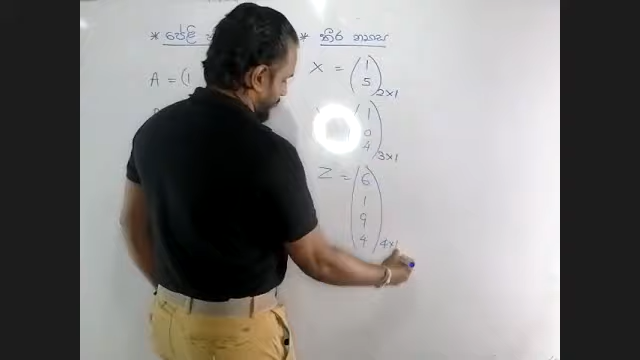 * පේළි * තීර න්‍යාස
A = (1
X = ( 1
5 ) 2×1
( 1
0
4 ) 3×1
Z = ( 6
1
9
4 ) 4×1